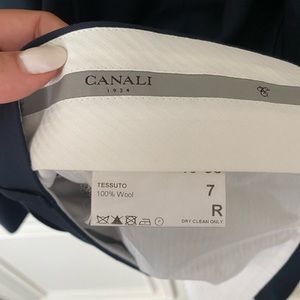 CANALI
1934
TESSUTO
100% Wool
7
R
DRY CLEAN ONLY